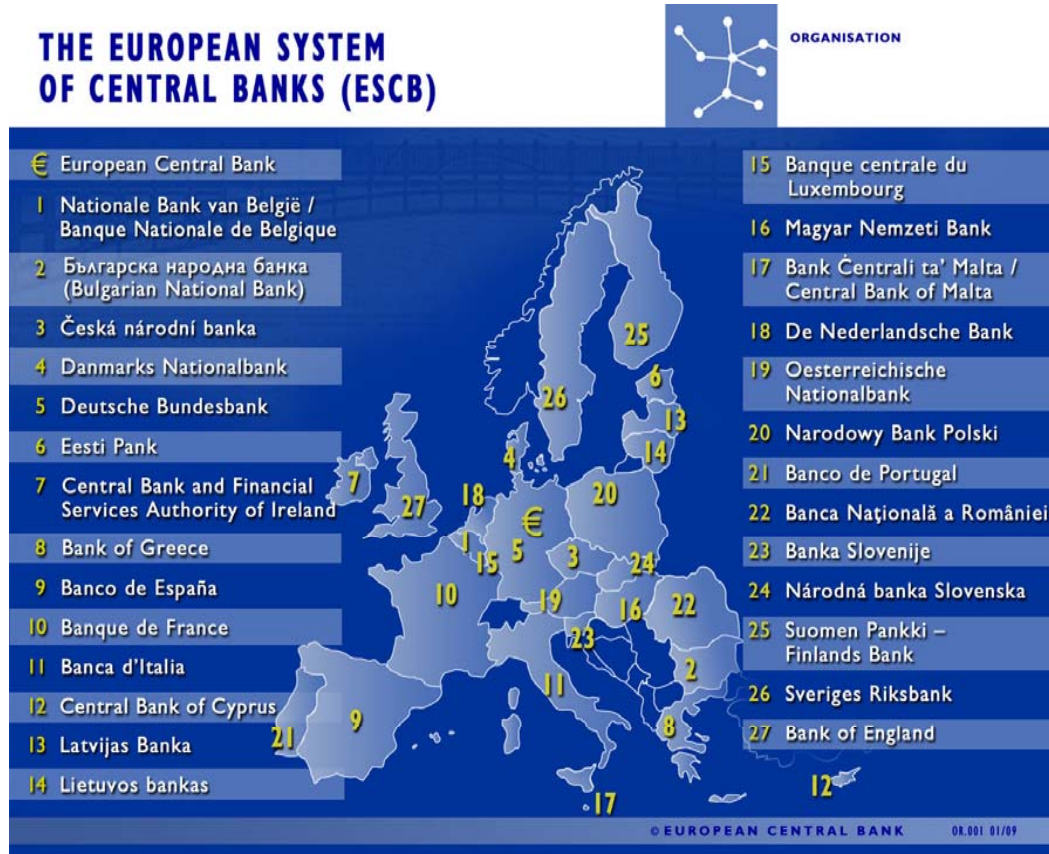 THE EUROPEAN SYSTEM
OF CENTRAL BANKS (ESCB)
ORGANISATION
€ European Central Bank
1 Nationale Bank van België /
Banque Nationale de Belgique
2 Българска народна банка
(Bulgarian National Bank)
3 Česká národní banka
4 Danmarks Nationalbank
5 Deutsche Bundesbank
6 Eesti Pank
7 Central Bank and Financial
Services Authority of Ireland
8 Bank of Greece
9 Banco de España
10 Banque de France
11 Banca d'Italia
12 Central Bank of Cyprus
13 Latvijas Banka
14 Lietuvos bankas
25
6
26
13
14
4
7
27
18
20
€
1
5
3
15
24
10
19
16
22
23
2
11
9
8
21
12
17
15 Banque centrale du
Luxembourg
16 Magyar Nemzeti Bank
17 Bank Ċentrali ta' Malta /
Central Bank of Malta
18 De Nederlandsche Bank
19 Oesterreichische
Nationalbank
20 Narodowy Bank Polski
21 Banco de Portugal
22 Banca Naţională a României
23 Banka Slovenije
24 Národná banka Slovenska
25 Suomen Pankki –
Finlands Bank
26 Sveriges Riksbank
27 Bank of England
© EUROPEAN CENTRAL BANK OR.001 01/09